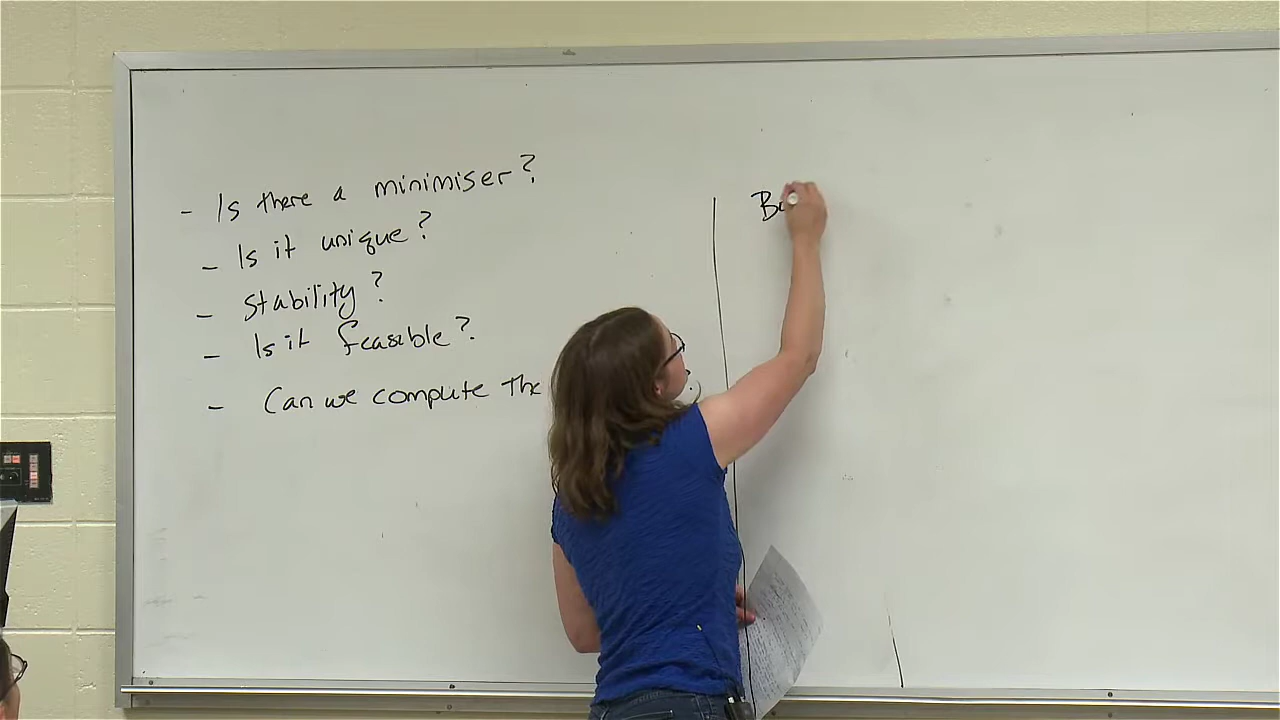 - Is there a minimiser?
- Is it unique?
- Stability?
- Is it feasible?
- Can we compute the